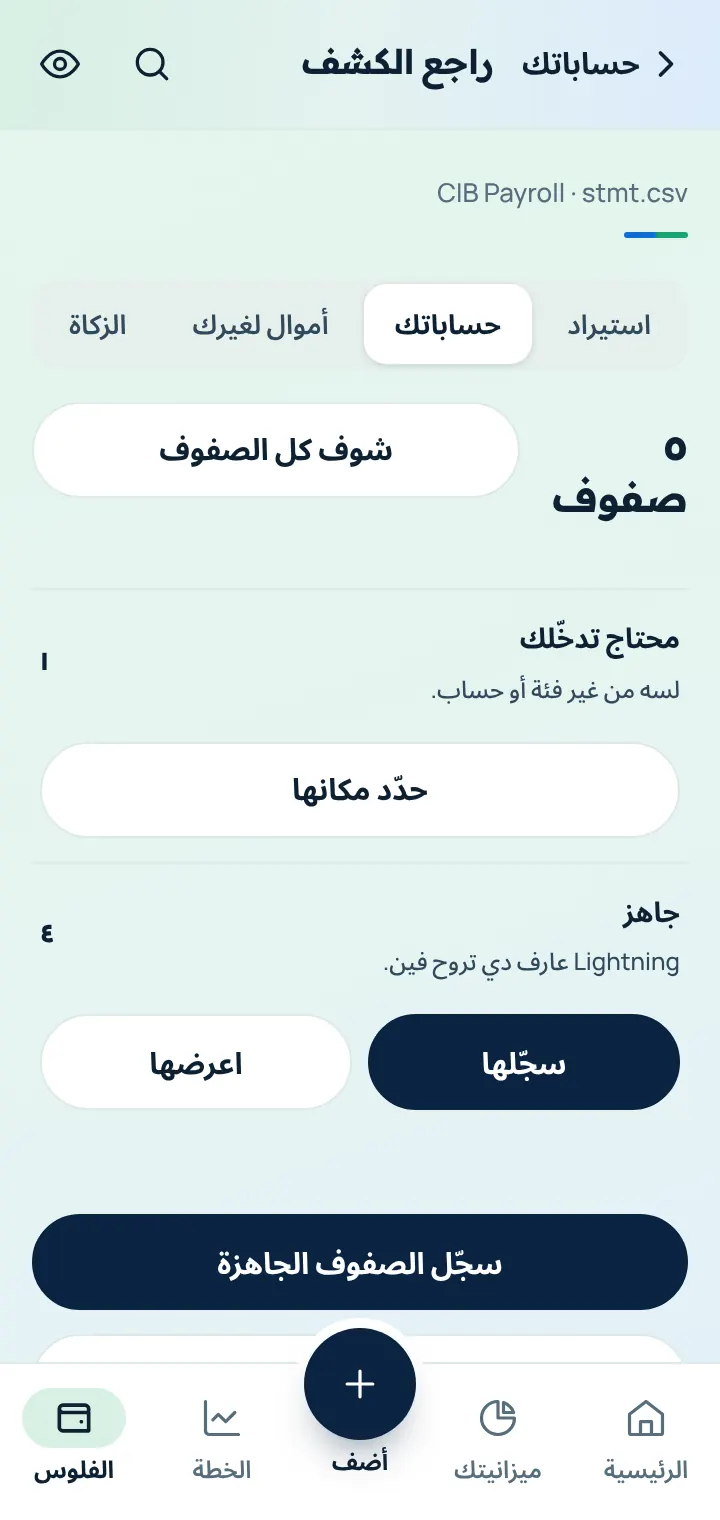 حساباتك
راجع الكشف
CIB Payroll · stmt.csv
استيراد
حساباتك
أموال لغيرك
الزكاة
٥
صفوف
شوف كل الصفوف
محتاج تدخّلك
١
لسه من غير فئة أو حساب.
حدّد مكانها
جاهز
٤
Lightning عارف دي تروح فين.
سجّلها
اعرضها
سجّل الصفوف الجاهزة
الرئيسية
ميزانيتك
أضف
الخطة
الفلوس